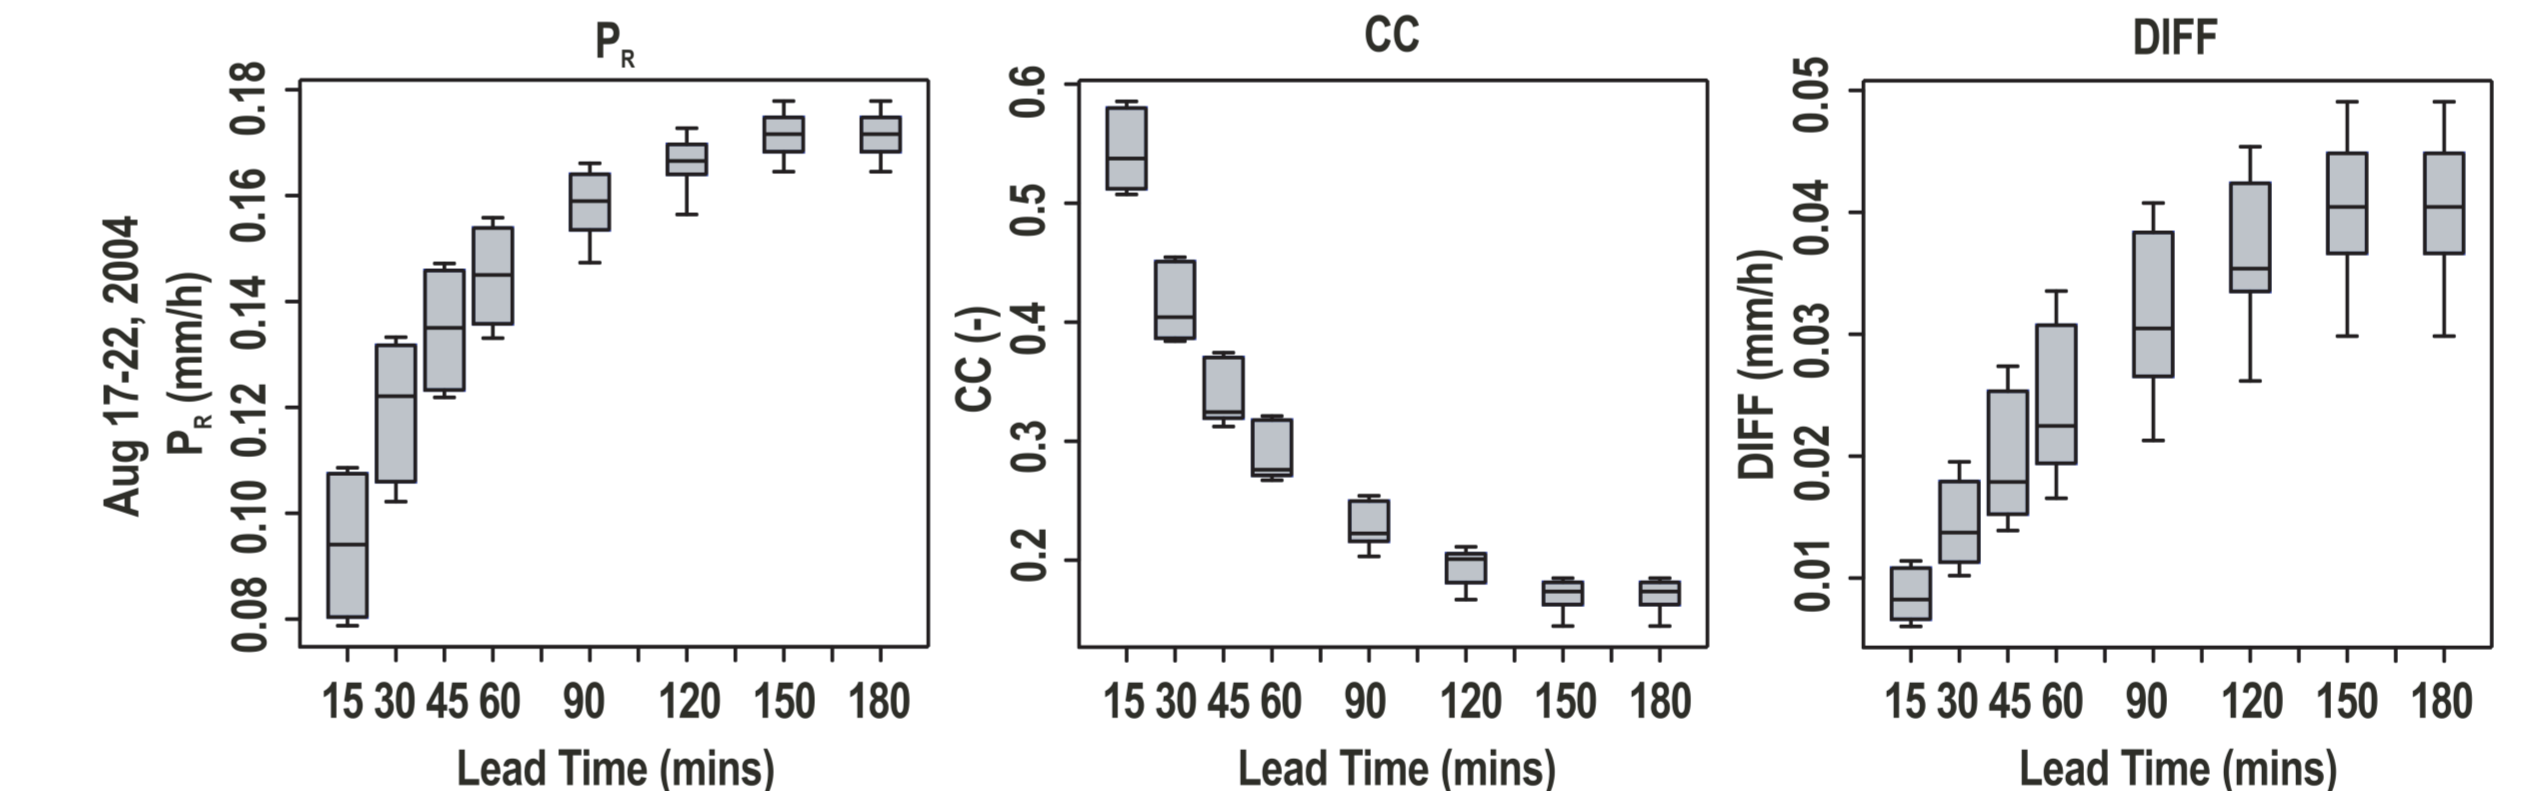 Aug 17-22, 2004
PR
PR (mm/h)
0.18
0.16
0.14
0.12
0.10
0.08
15 30 45 60 90 120 150 180
Lead Time (mins)
CC
CC (-)
0.6
0.5
0.4
0.3
0.2
15 30 45 60 90 120 150 180
Lead Time (mins)
DIFF
DIFF (mm/h)
0.05
0.04
0.03
0.02
0.01
15 30 45 60 90 120 150 180
Lead Time (mins)